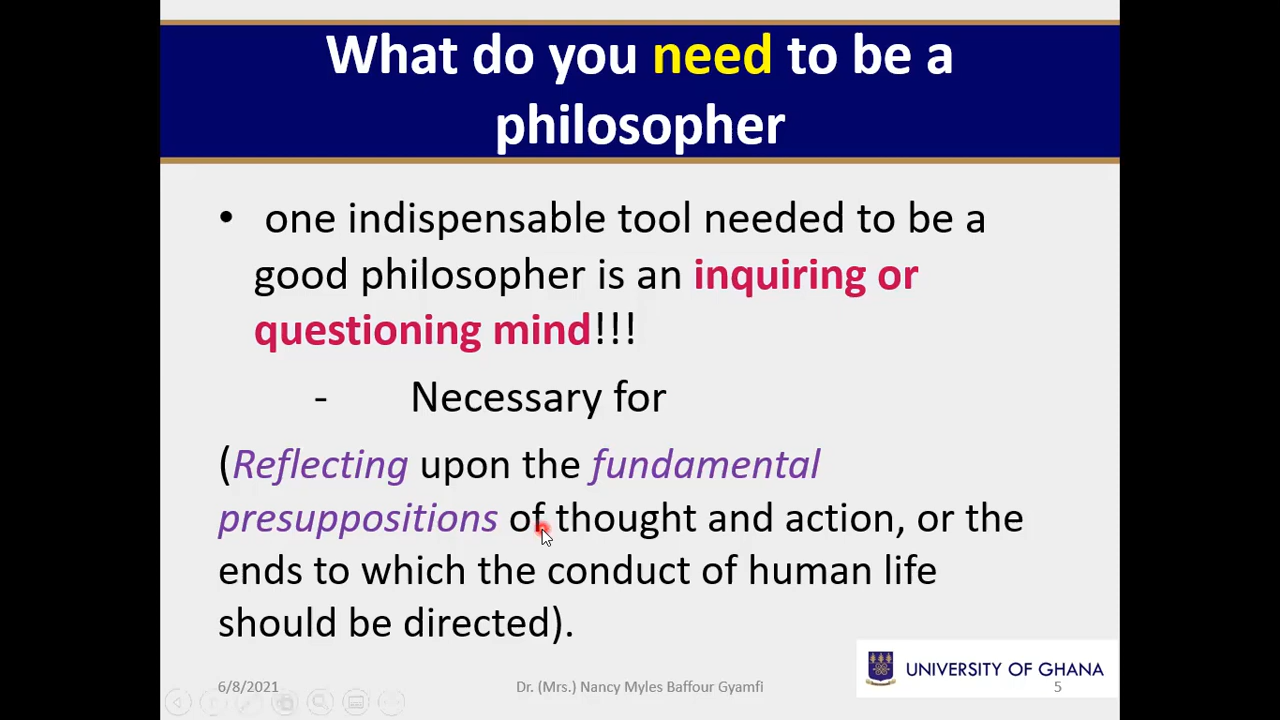 What do you need to be a
philosopher
• one indispensable tool needed to be a
good philosopher is an inquiring or
questioning mind!!!
- Necessary for
(Reflecting upon the fundamental
presuppositions of thought and action, or the
ends to which the conduct of human life
should be directed).
UNIVERSITY OF GHANA
6/8/2021
Dr. (Mrs.) Nancy Myles Baffour Gyamfi
5